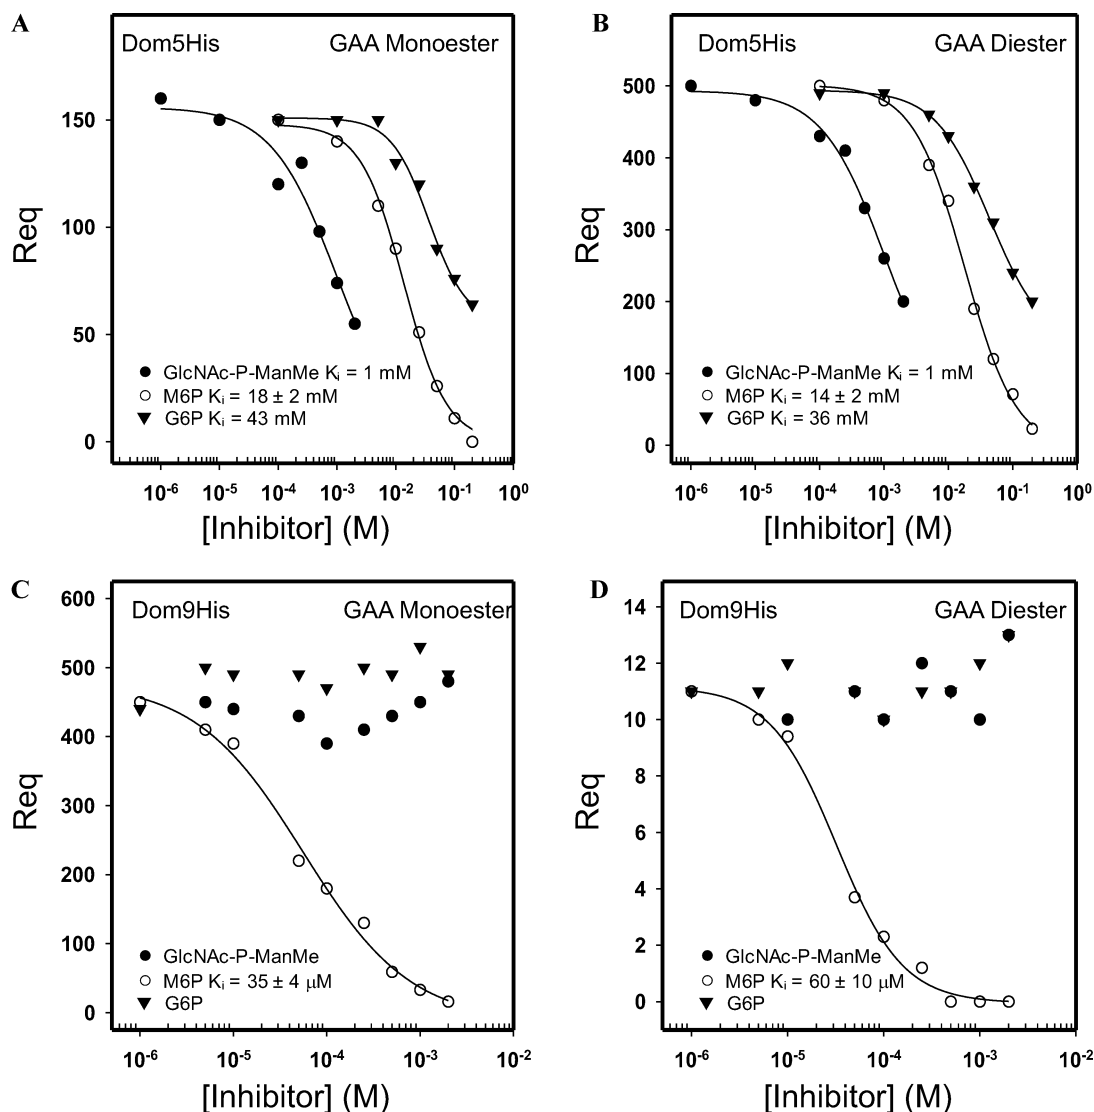 A
Dom5His GAA Monoester
150
100
50
0
Req
● GlcNAc-P-ManMe Kᵢ = 1 mM
○ M6P Kᵢ = 18 ± 2 mM
▼ G6P Kᵢ = 43 mM
10⁻⁶ 10⁻⁵ 10⁻⁴ 10⁻³ 10⁻² 10⁻¹ 10⁰
[Inhibitor] (M)
B
Dom5His GAA Diester
500
400
300
200
100
0
Req
● GlcNAc-P-ManMe Kᵢ = 1 mM
○ M6P Kᵢ = 14 ± 2 mM
▼ G6P Kᵢ = 36 mM
10⁻⁶ 10⁻⁵ 10⁻⁴ 10⁻³ 10⁻² 10⁻¹ 10⁰
[Inhibitor] (M)
C
Dom9His GAA Monoester
600
500
400
300
200
100
0
Req
● GlcNAc-P-ManMe
○ M6P Kᵢ = 35 ± 4 μM
▼ G6P
10⁻⁶ 10⁻⁵ 10⁻⁴ 10⁻³ 10⁻²
[Inhibitor] (M)
D
Dom9His GAA Diester
14
12
10
8
6
4
2
0
Req
● GlcNAc-P-ManMe
○ M6P Kᵢ = 60 ± 10 μM
▼ G6P
10⁻⁶ 10⁻⁵ 10⁻⁴ 10⁻³ 10⁻²
[Inhibitor] (M)